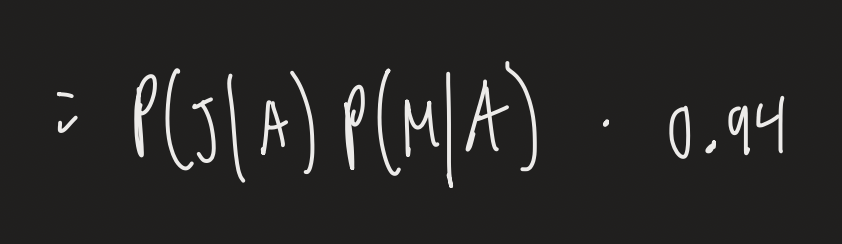 = P(J|A) P(M|A) · 0.94